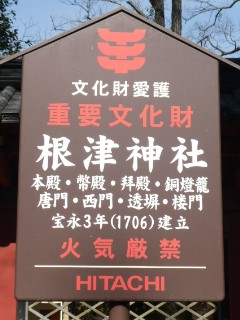 文化財愛護
重要文化財
根津神社
本殿・幣殿・拝殿・銅燈籠
唐門・西門・透塀・楼門
宝永3年(1706)建立
火気厳禁
HITACHI